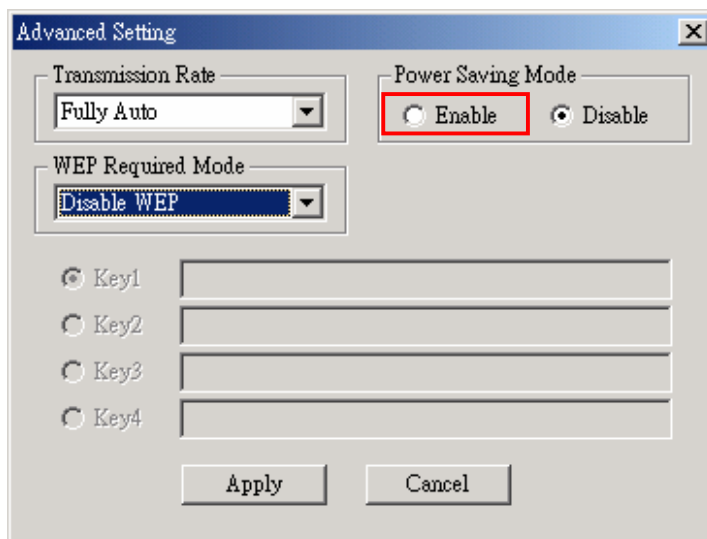 Advanced Setting
Transmission Rate
Fully Auto
Power Saving Mode
Enable
Disable
WEP Required Mode
Disable WEP
Key1
Key2
Key3
Key4
Apply
Cancel